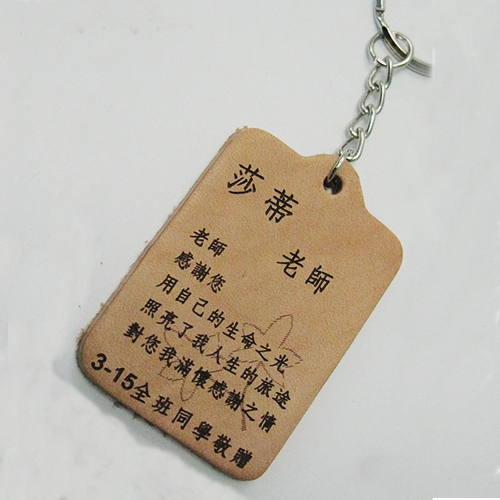 莎蒂
老師
老師
感謝您
用自己的生命之光
照亮了我人生的旅途
對您我滿懷感謝之情
3-15全班同學敬贈